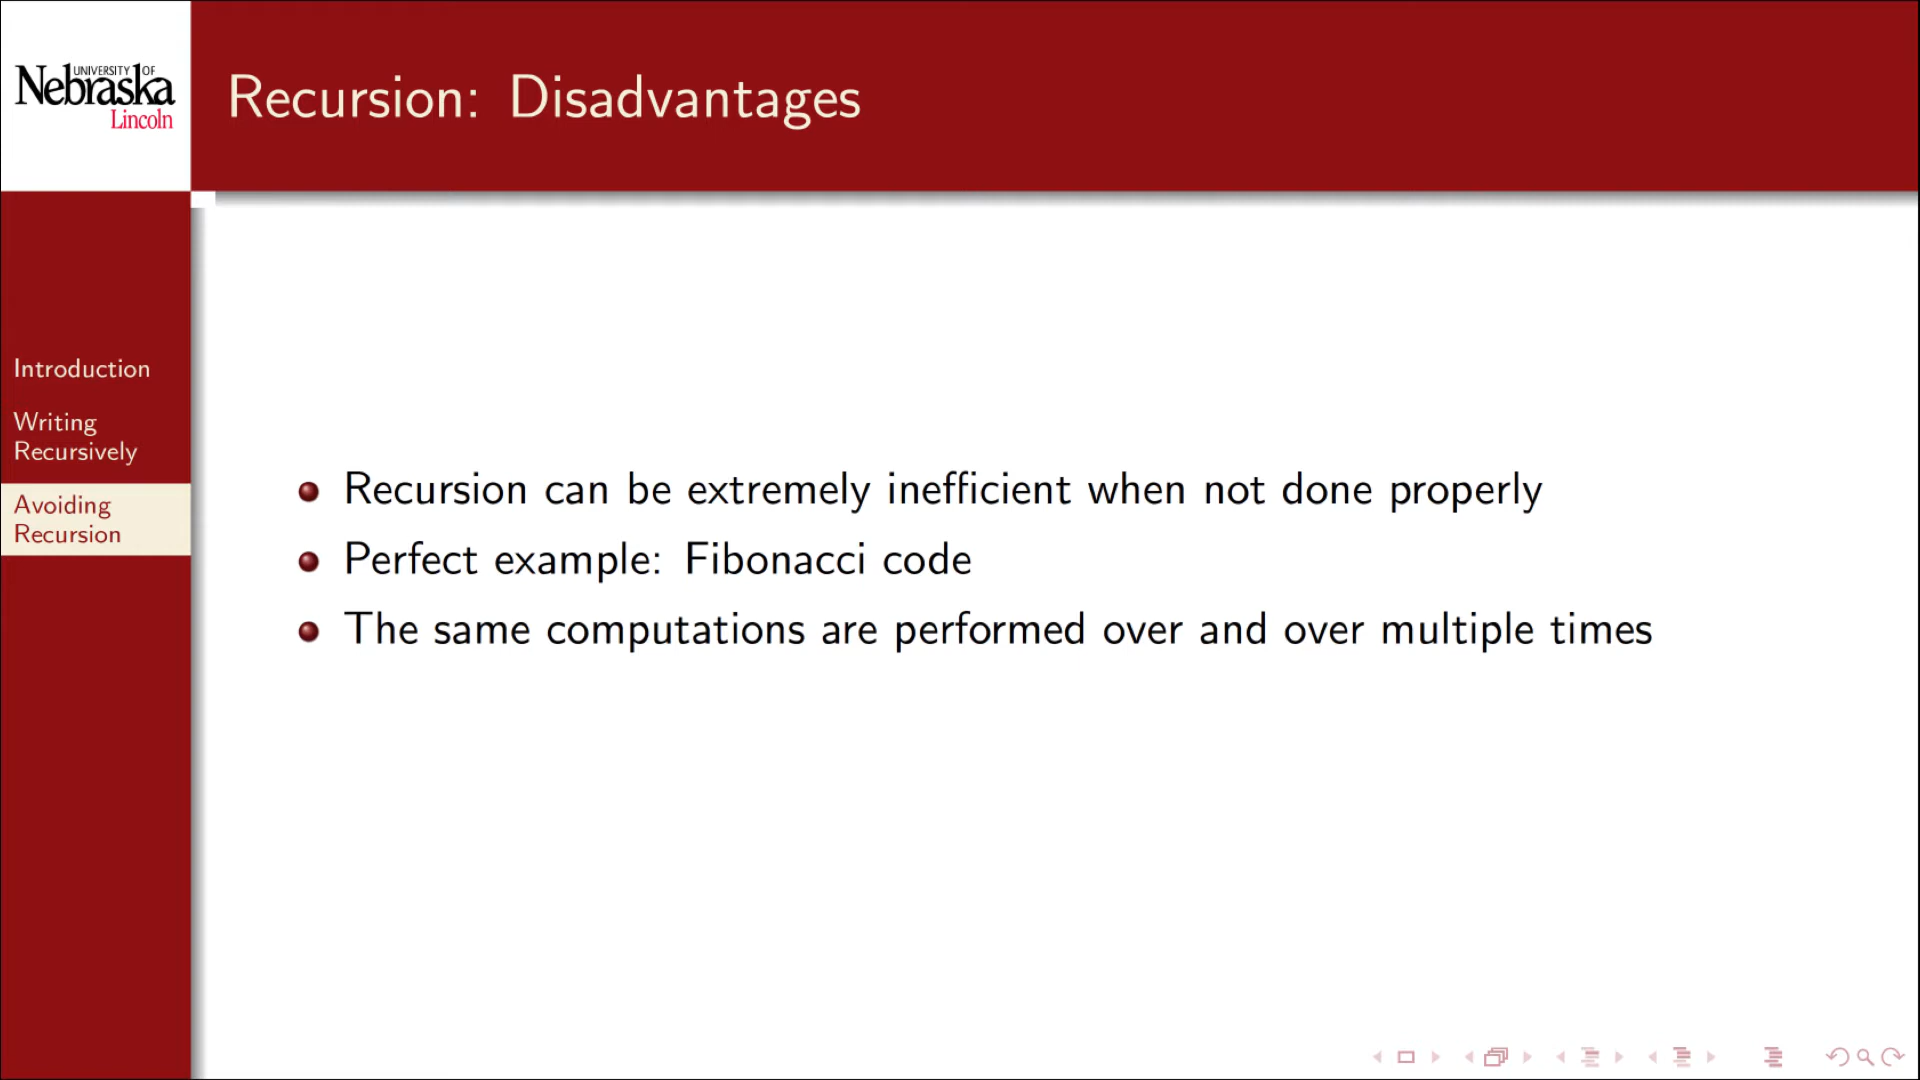 UNIVERSITY OF
Nebraska
Lincoln
Recursion: Disadvantages
Introduction
Writing
Recursively
Avoiding
Recursion
Recursion can be extremely inefficient when not done properly
Perfect example: Fibonacci code
The same computations are performed over and over multiple times